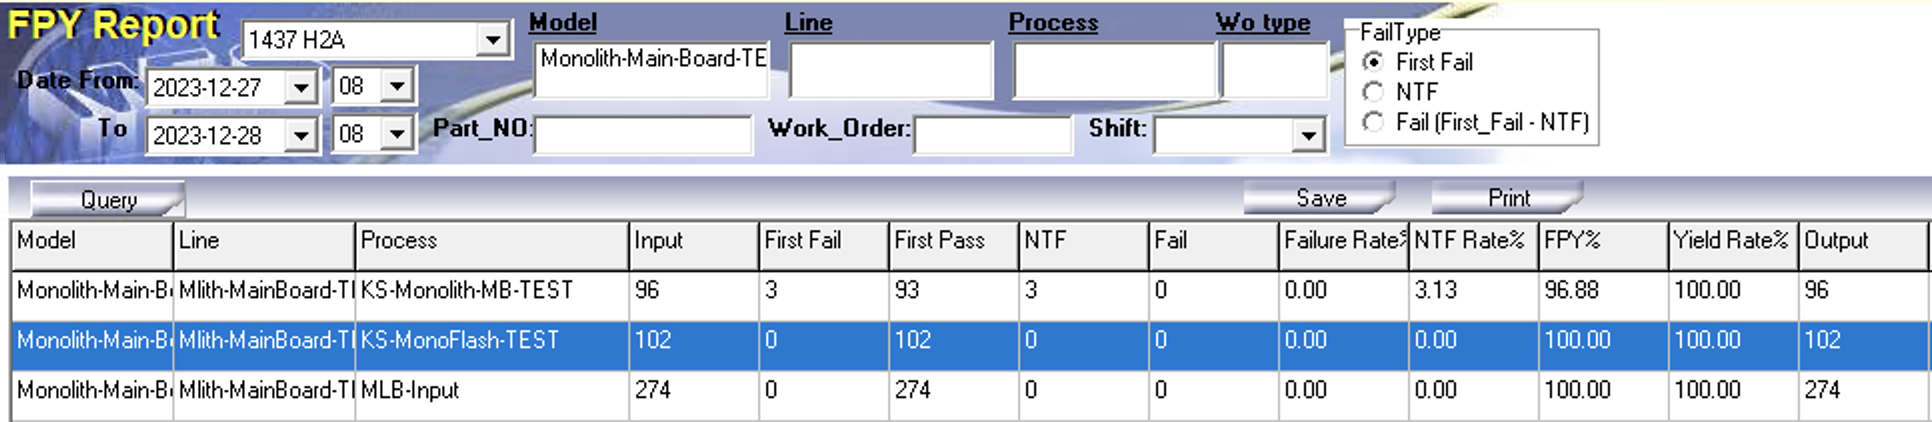 FPY Report
1437 H2A
Model
Line
Process
Wo type
FailType
Monolith-Main-Board-TE
First Fail
Date From:
2023-12-27
08
NTF
To
2023-12-28
08
Part_NO:
Work_Order:
Shift:
Fail (First_Fail - NTF)
Query
Save
Print
Model Line Process Input First Fail First Pass NTF Fail Failure Rate% NTF Rate% FPY% Yield Rate% Output
Monolith-Main-B Mlith-MainBoard-T KS-Monolith-MB-TEST 96 3 93 3 0 0.00 3.13 96.88 100.00 96
Monolith-Main-B Mlith-MainBoard-T KS-MonoFlash-TEST 102 0 102 0 0 0.00 0.00 100.00 100.00 102
Monolith-Main-B Mlith-MainBoard-T MLB-Input 274 0 274 0 0 0.00 0.00 100.00 100.00 274